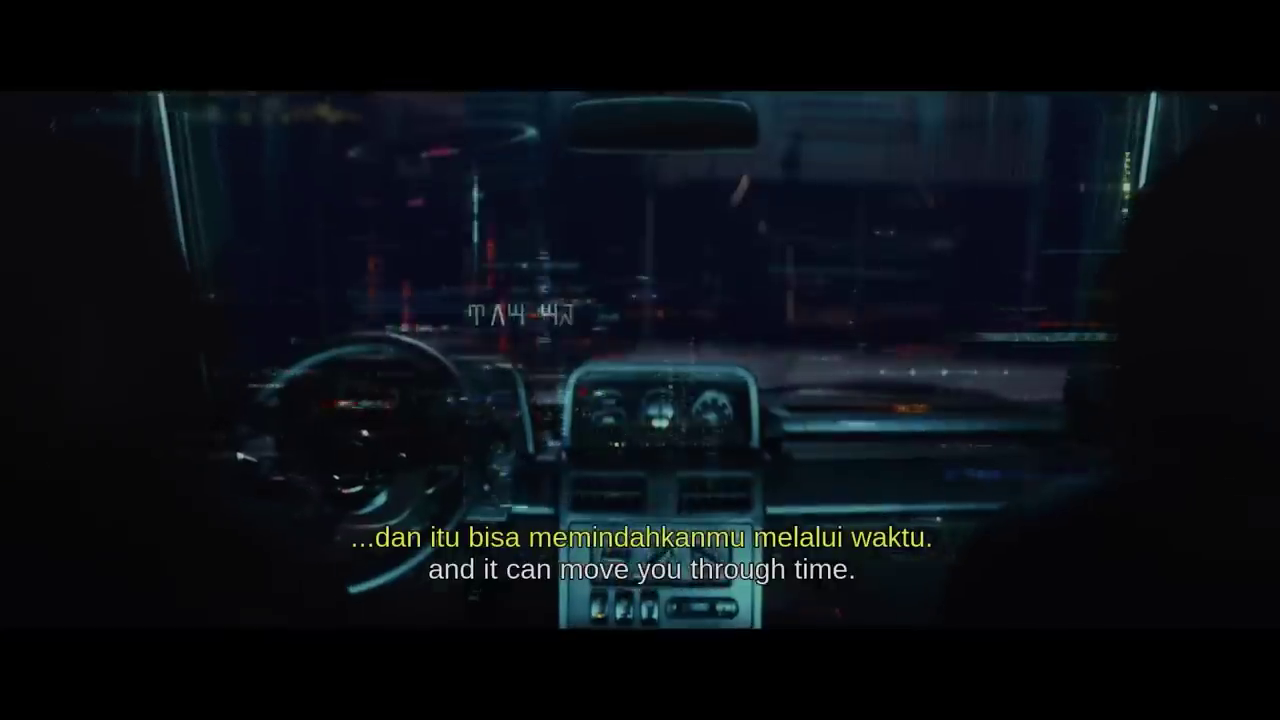 ...dan itu bisa memindahkanmu melalui waktu.
and it can move you through time.